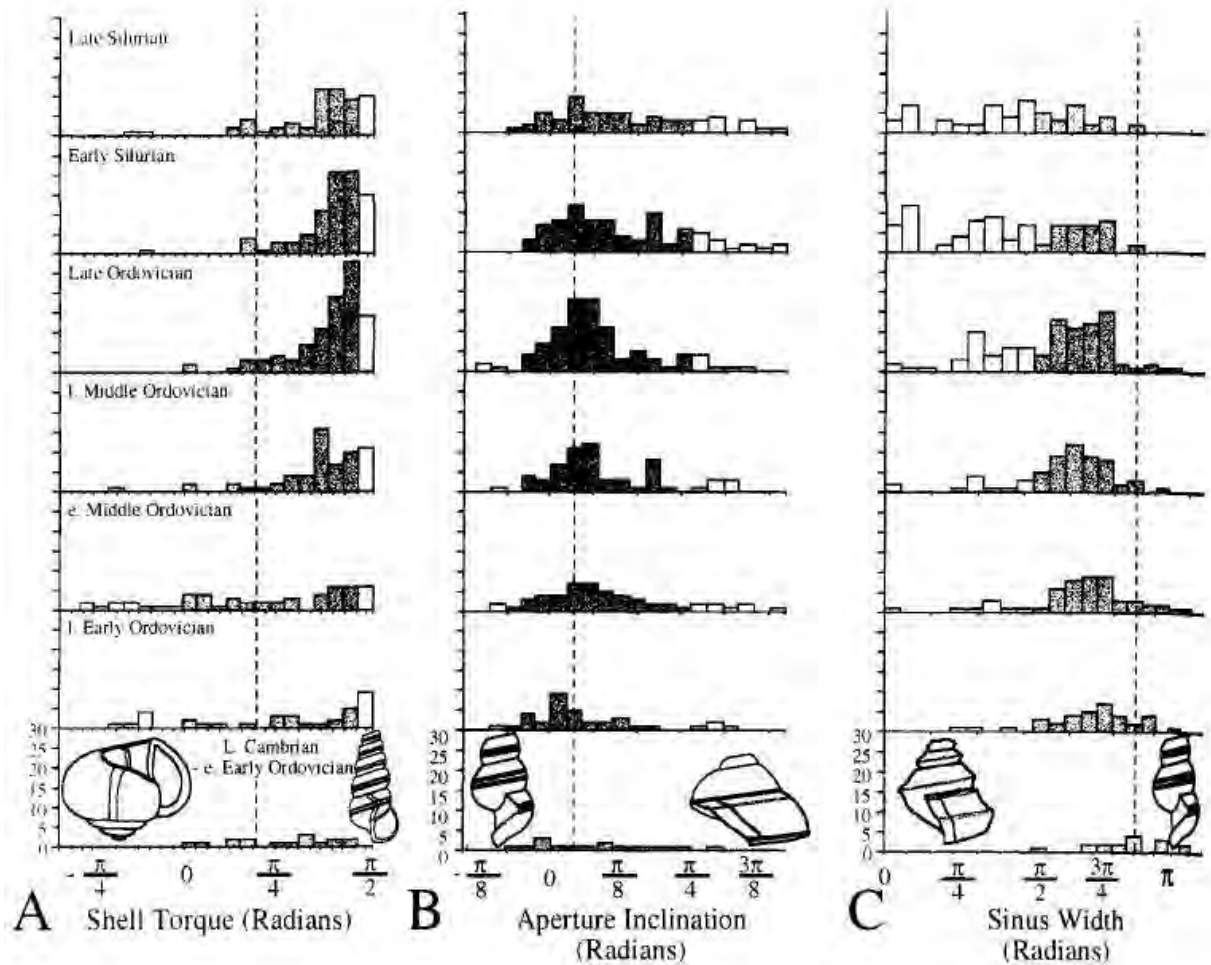 Late Silurian
Early Silurian
Late Ordovician
l. Middle Ordovician
e. Middle Ordovician
l. Early Ordovician
L. Cambrian
- e. Early Ordovician
30
25
20
15
10
5
0
30
25
20
15
10
5
0
30
25
20
15
10
5
0
-π/4 0 π/4 π/2
-π/8 0 π/8 π/4 3π/8
0 π/4 π/2 3π/4 π
A Shell Torque (Radians)
B Aperture Inclination
(Radians)
C Sinus Width
(Radians)